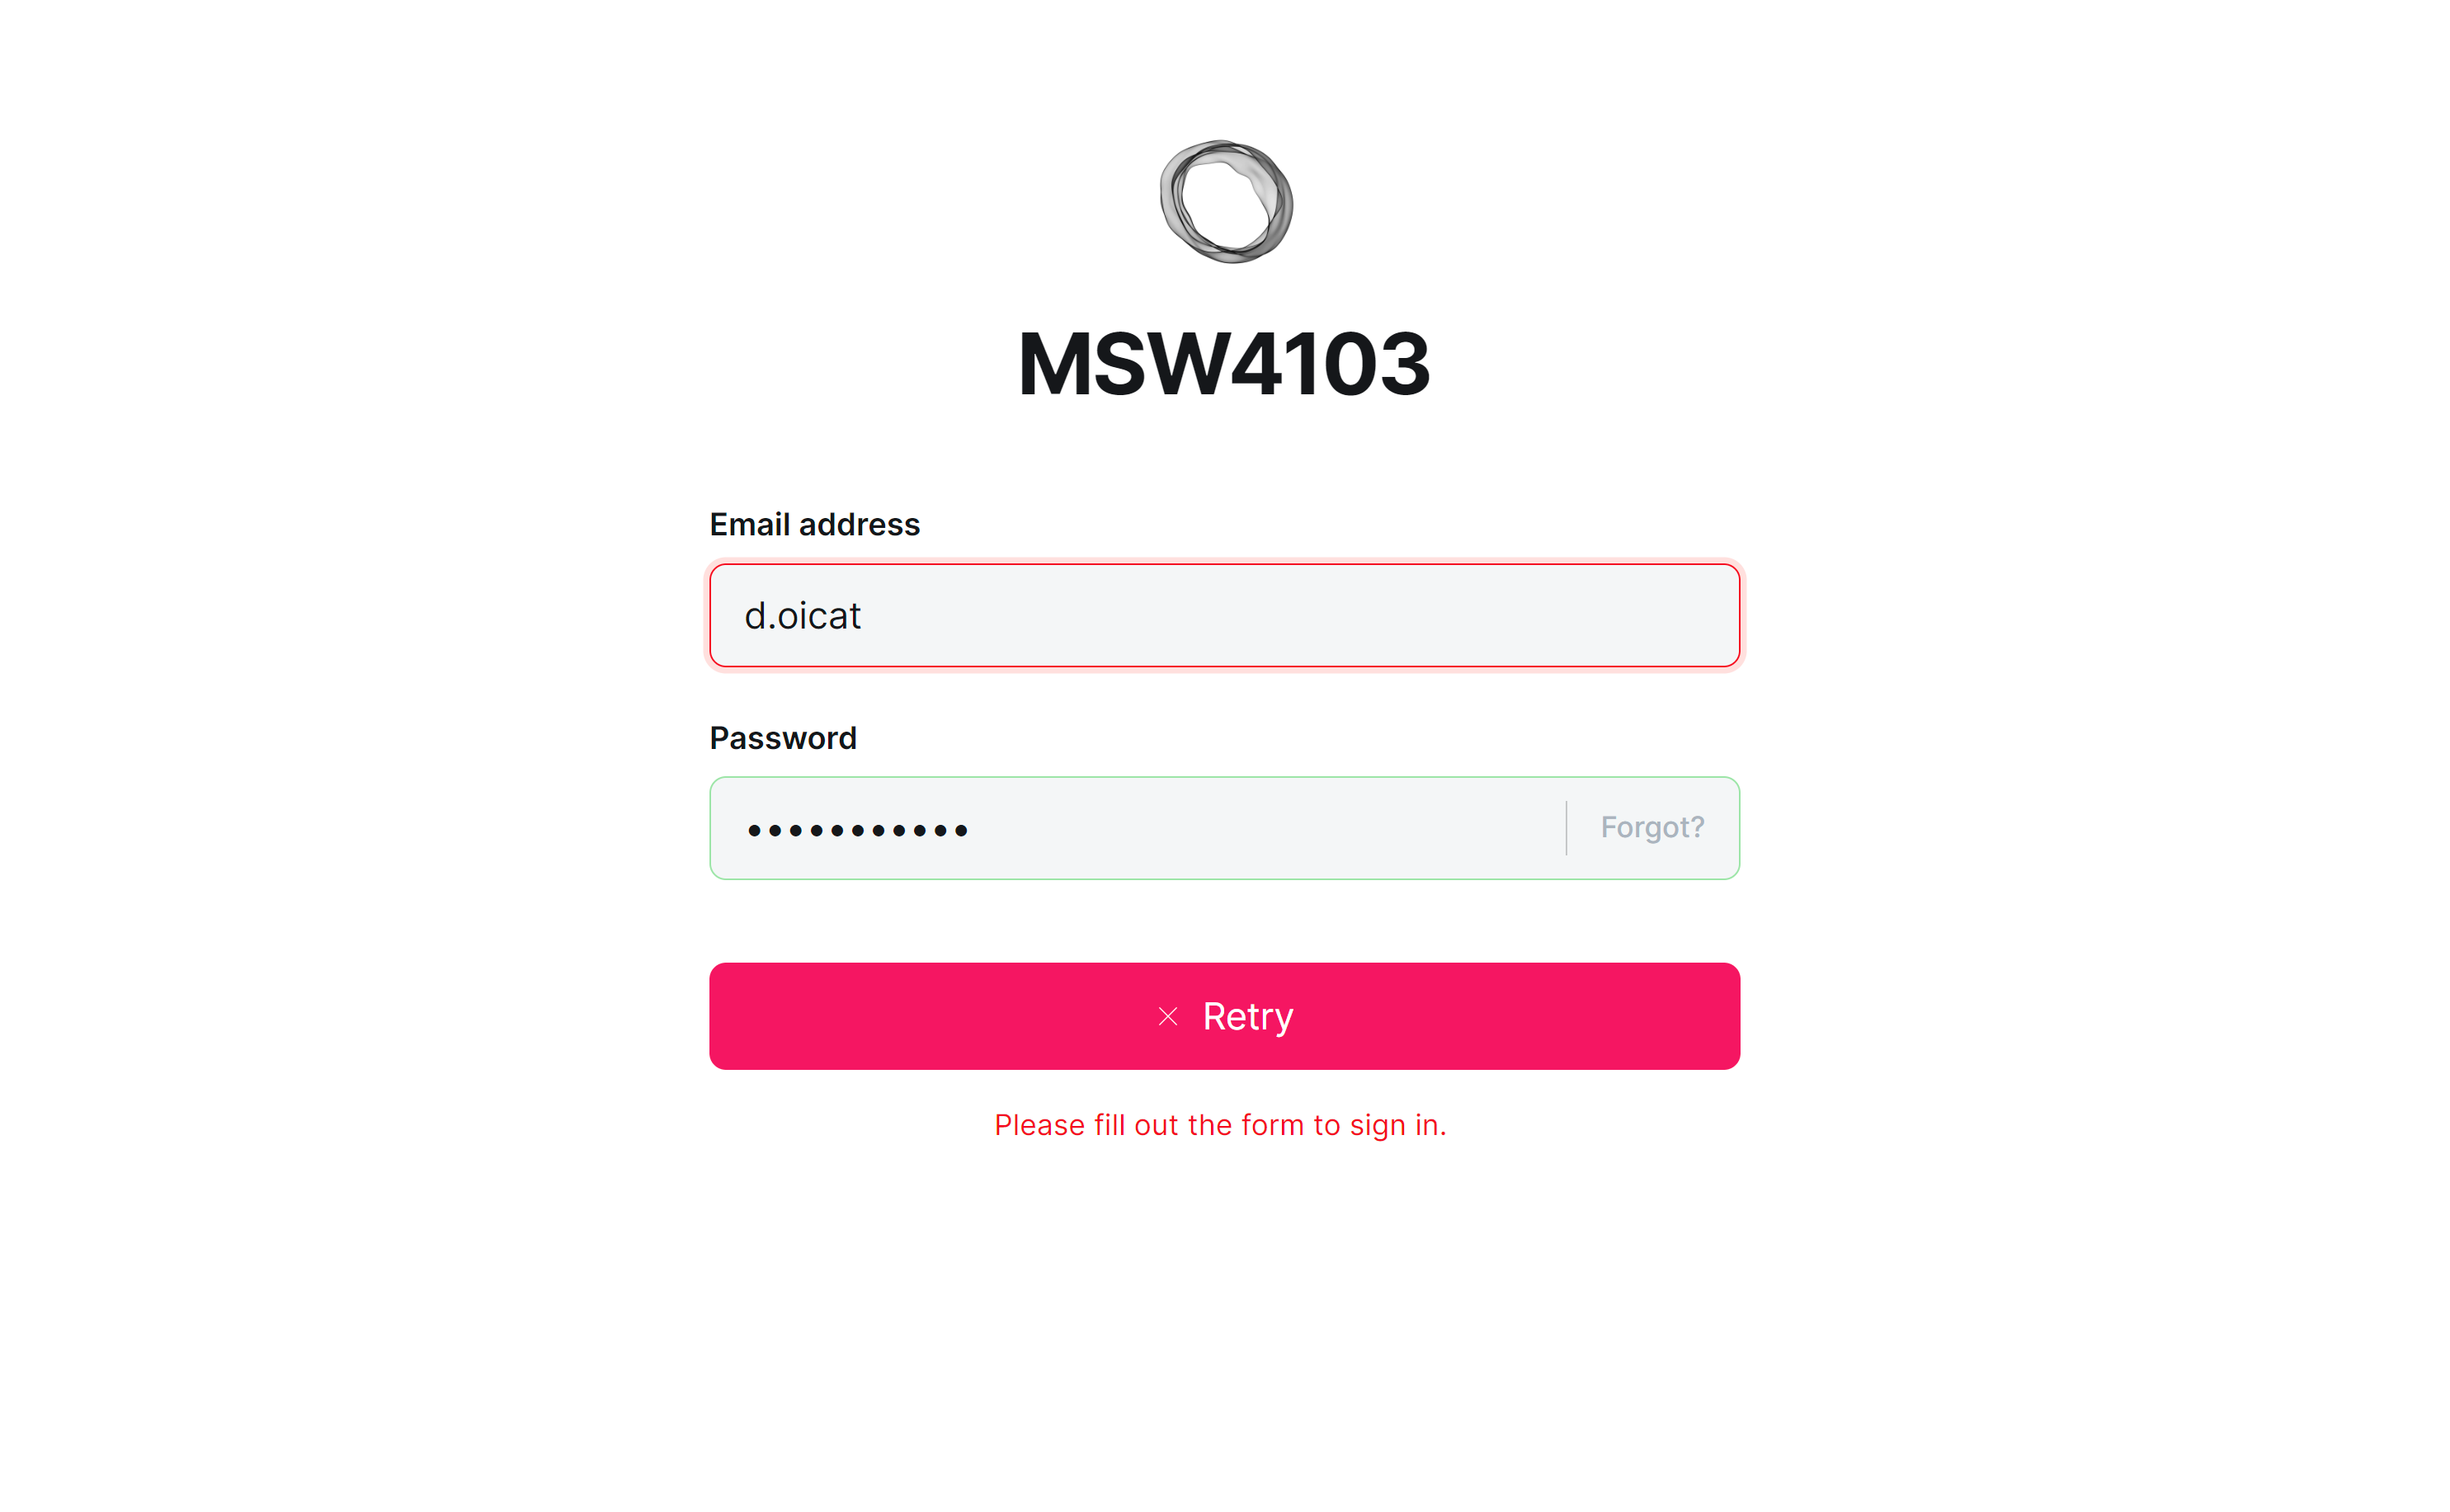 MSW4103
Email address
d.oicat
Password
•••••••••••
Forgot?
Retry
Please fill out the form to sign in.